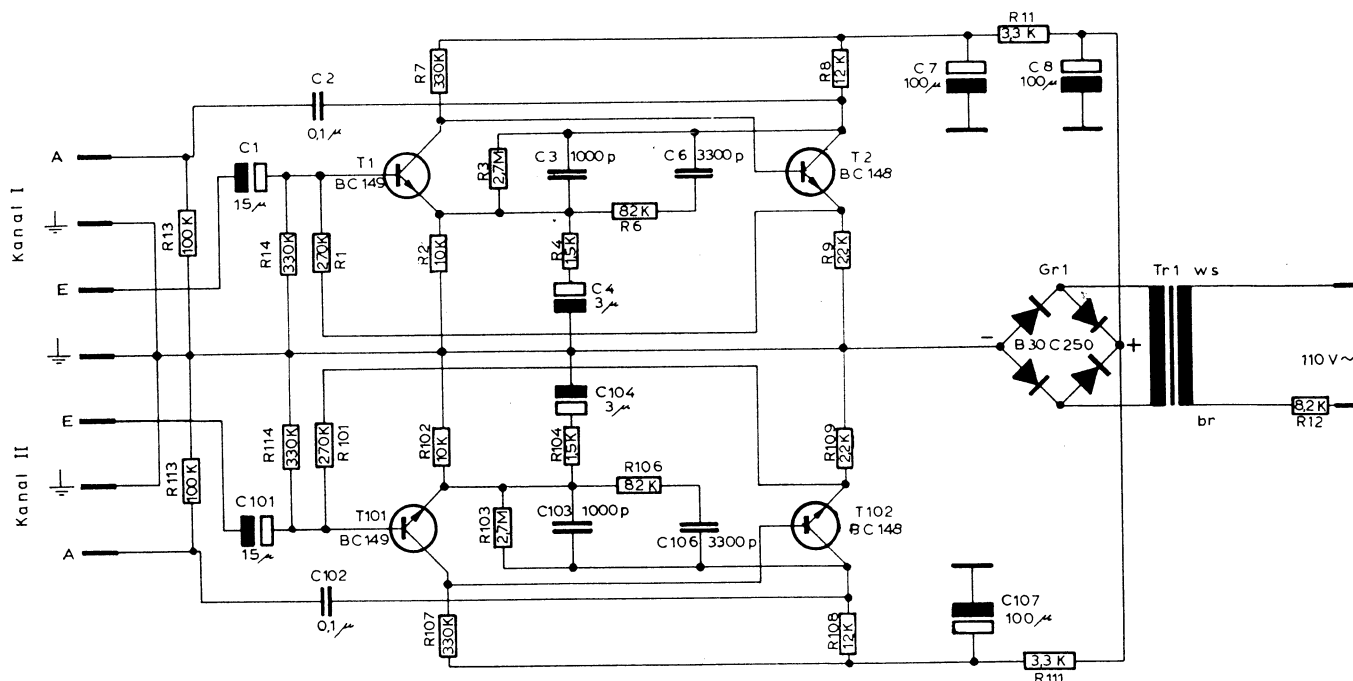 R11
3,3 K
R7
330K
R8
12K
C7
100μ
C8
100μ
C2
0,1μ
A
C1
15μ
T1
BC149
R3
2,7M
C3
1000p
C6
3300p
T2
BC148
Kanal I
R13
100K
82K
R6
R14
330K
270K
R1
R2
10K
R4
1,5K
R9
E
C4
3μ
Gr1
Tr1
ws
B30C250
-
+
110V~
E
C104
3μ
8,2K
R12
br
Kanal II
R113
100K
R114
330K
270K
R101
R102
10K
R104
1,5K
R109
2,2K
R106
82K
C101
15μ
T101
BC149
R103
2,7M
C103
1000p
C106
3300p
T102
BC148
A
C102
0,1μ
R107
330K
R108
12K
C107
100μ
3,3K
R111